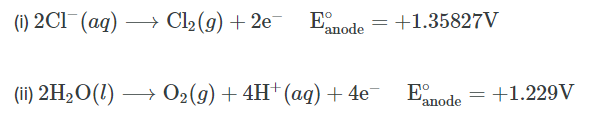 (i) 2Cl⁻(aq) ⟶ Cl₂(g) + 2e⁻ E°anode = +1.35827V
(ii) 2H₂O(l) ⟶ O₂(g) + 4H⁺(aq) + 4e⁻ E°anode = +1.229V